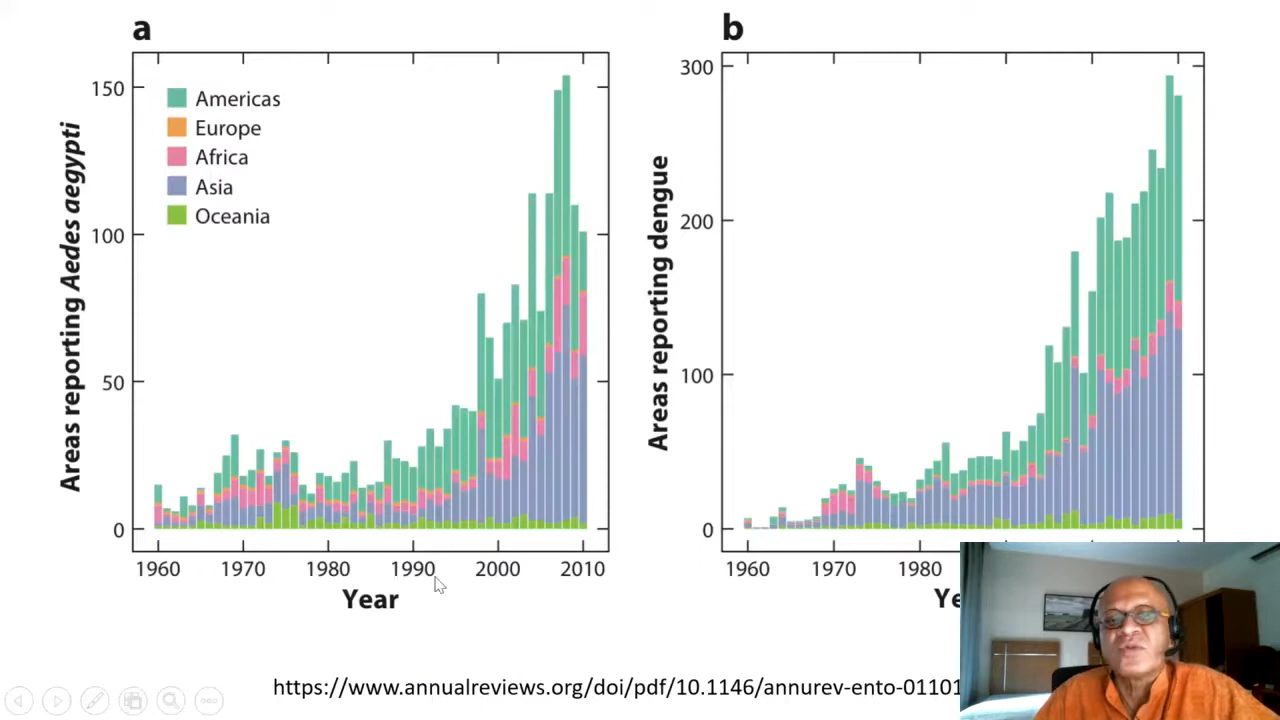 a
Areas reporting Aedes aegypti
150
100
50
0
Americas
Europe
Africa
Asia
Oceania
1960 1970 1980 1990 2000 2010
Year
b
Areas reporting dengue
300
200
100
0
1960 1970 1980
Ye
https://www.annualreviews.org/doi/pdf/10.1146/annurev-ento-01101